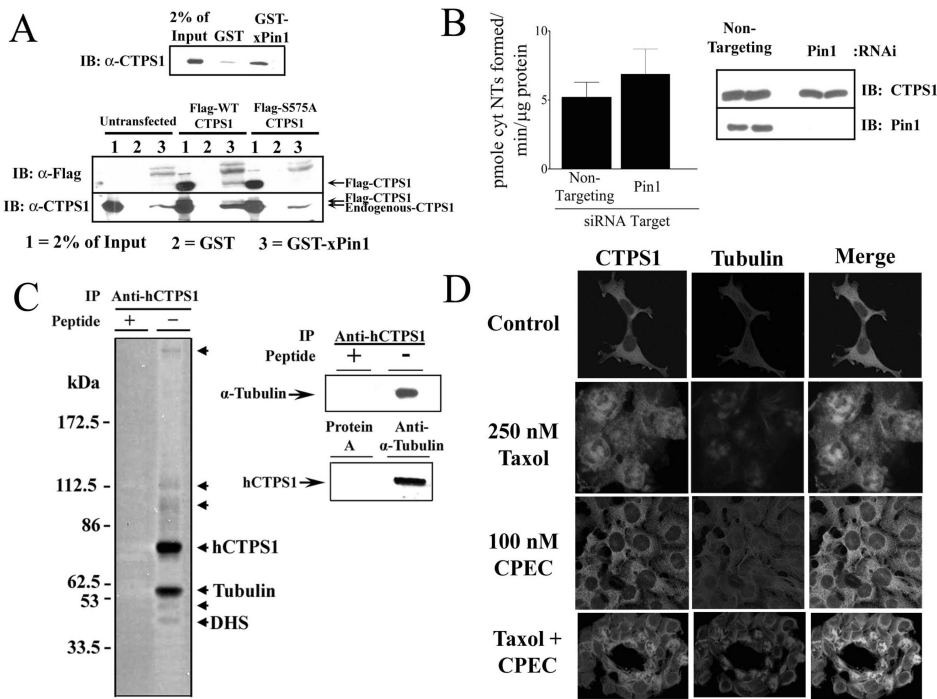 A
2% of
Input GST GST-
xPin1
IB: α-CTPS1
Flag-WT Flag-S575A
Untransfected CTPS1 CTPS1
1 2 3 1 2 3 1 2 3
IB: α-Flag
Flag-CTPS1
IB: α-CTPS1
Flag-CTPS1
Endogenous-CTPS1
1 = 2% of Input 2 = GST 3 = GST-xPin1
B
pmole cyt NTs formed/
min/µg protein
10
5
0
Non-
Targeting
Pin1
siRNA Target
Non-
Targeting Pin1 :RNAi
IB: CTPS1
IB: Pin1
C
IP Anti-hCTPS1
Peptide + −
kDa
172.5
112.5
86
62.5
53
33.5
hCTPS1
Tubulin
DHS
IP Anti-hCTPS1
Peptide + -
α-Tubulin
Protein
A
Anti-
α-Tubulin
hCTPS1
D
CTPS1 Tubulin Merge
Control
250 nM
Taxol
100 nM
CPEC
Taxol +
CPEC